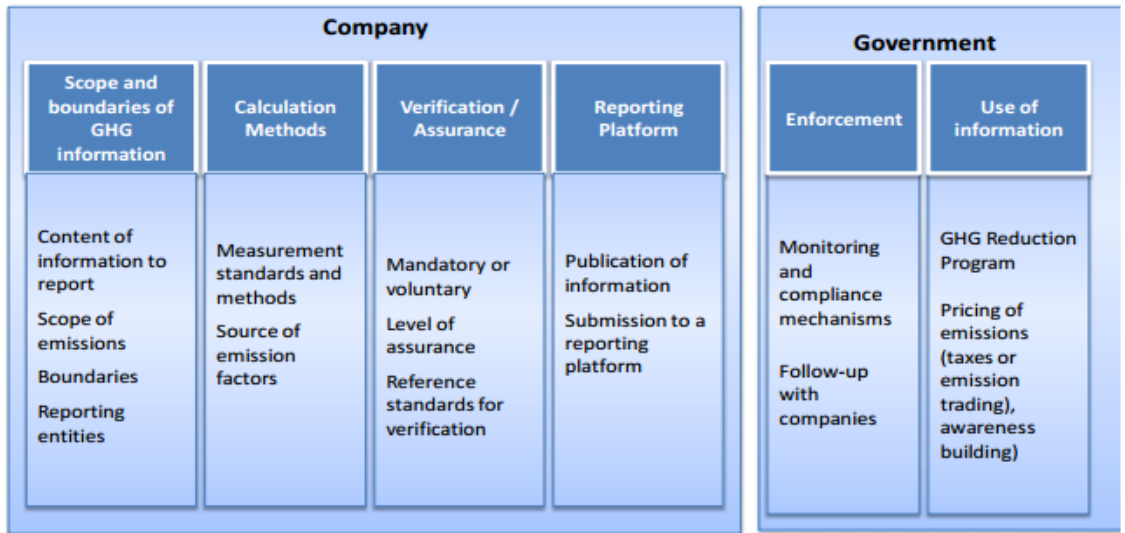 Company
Scope and
boundaries of
GHG
information
Content of
information to
report
Scope of
emissions
Boundaries
Reporting
entities
Calculation
Methods
Measurement
standards and
methods
Source of
emission
factors
Verification /
Assurance
Mandatory or
voluntary
Level of
assurance
Reference
standards for
verification
Reporting
Platform
Publication of
information
Submission to a
reporting
platform
Government
Enforcement
Monitoring
and
compliance
mechanisms
Follow-up
with
companies
Use of
information
GHG Reduction
Program
Pricing of
emissions
(taxes or
emission
trading),
awareness
building)